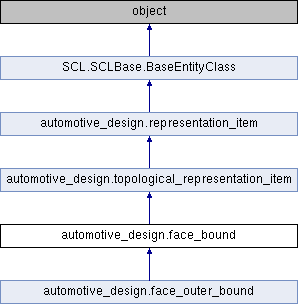 object
SCL.SCLBase.BaseEntityClass
automotive_design.representation_item
automotive_design.topological_representation_item
automotive_design.face_bound
automotive_design.face_outer_bound